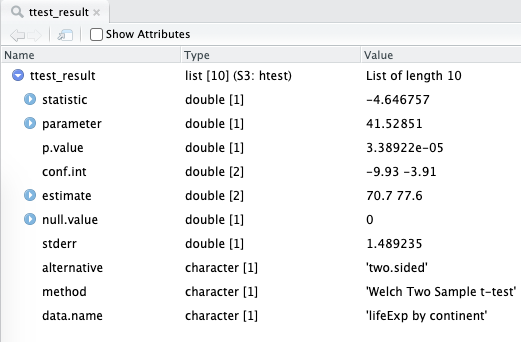 ttest_result
Show Attributes
Name Type Value
ttest_result list [10] (S3: htest) List of length 10
statistic double [1] -4.646757
parameter double [1] 41.52851
p.value double [1] 3.38922e-05
conf.int double [2] -9.93 -3.91
estimate double [2] 70.7 77.6
null.value double [1] 0
stderr double [1] 1.489235
alternative character [1] 'two.sided'
method character [1] 'Welch Two Sample t-test'
data.name character [1] 'lifeExp by continent'